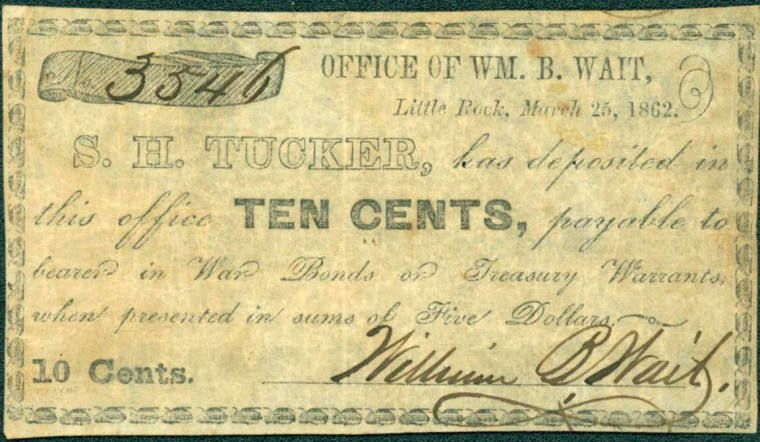 3546
OFFICE OF WM. B. WAIT,
Little Rock, March 25, 1862.
S. H. TUCKER, has deposited in
this office TEN CENTS, payable to
bearer in War Bonds or Treasury Warrants,
when presented in sums of Five Dollars.
10 Cents. William B Wait.